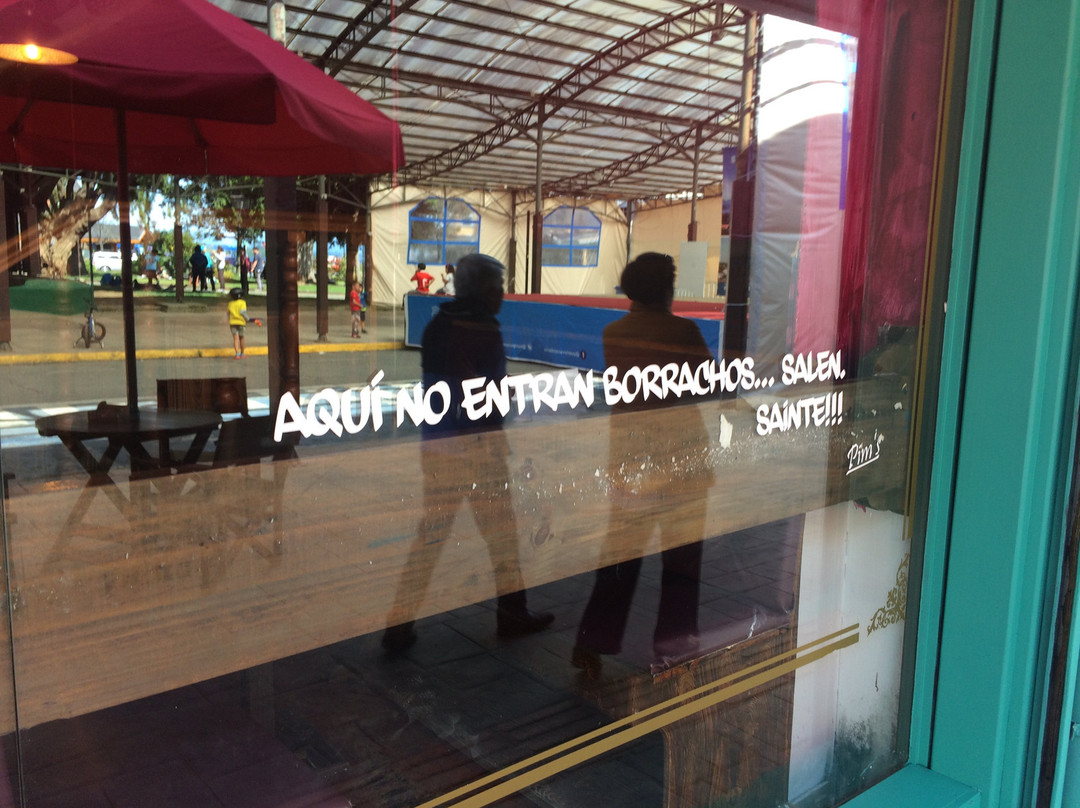 AQUÍ NO ENTRAN BORRACHOS... SALEN.
SAiNTE!!!
Pim's